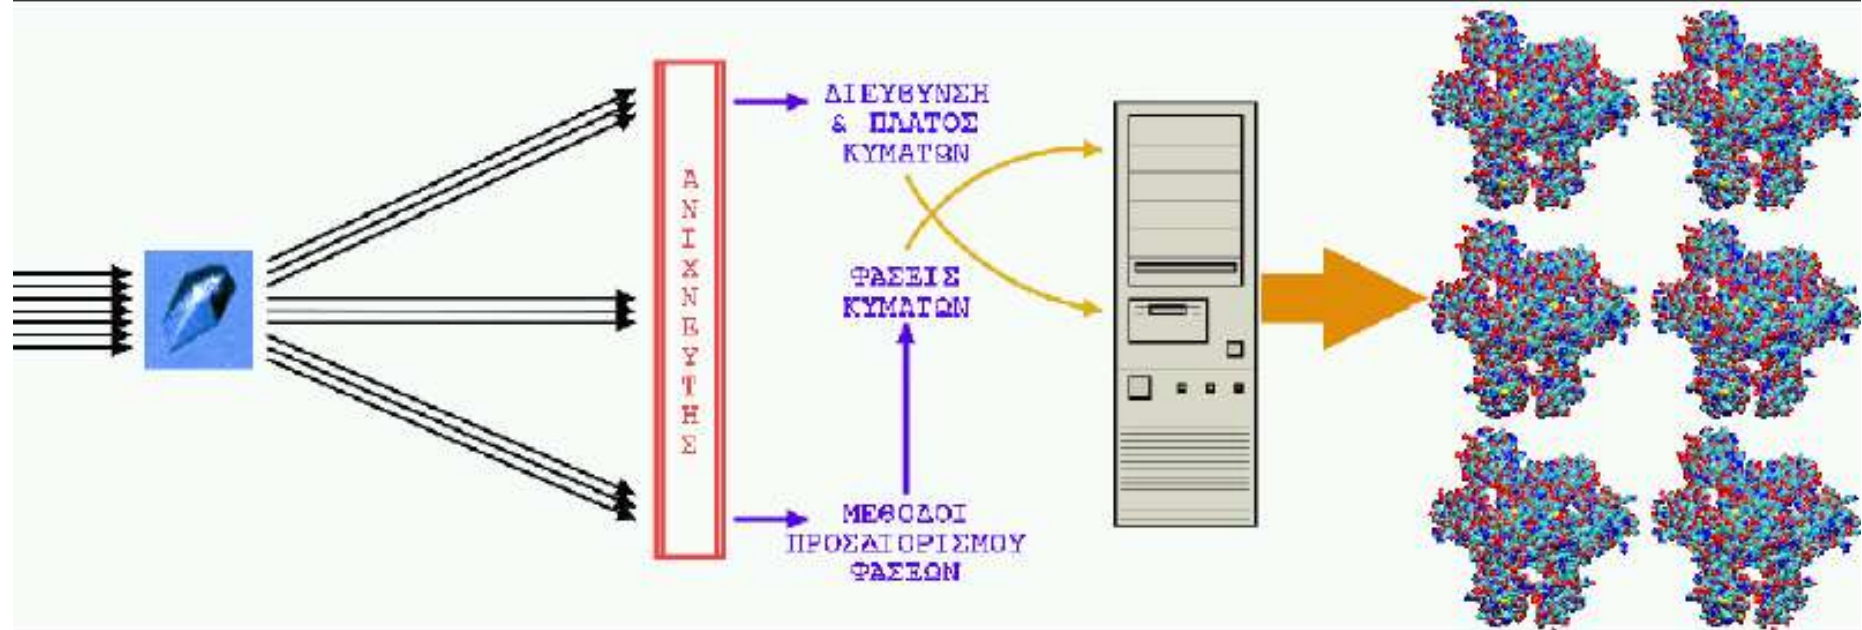 ΑΝΙΧΝΕΥΤΗΣ
ΔΙΕΥΘΥΝΣΗ
& ΠΛΑΤΟΣ
ΚΥΜΑΤΩΝ
ΦΑΣΕΙΣ
ΚΥΜΑΤΩΝ
ΜΕΘΟΔΟΙ
ΠΡΟΣΔΙΟΡΙΣΜΟΥ
ΦΑΣΕΩΝ